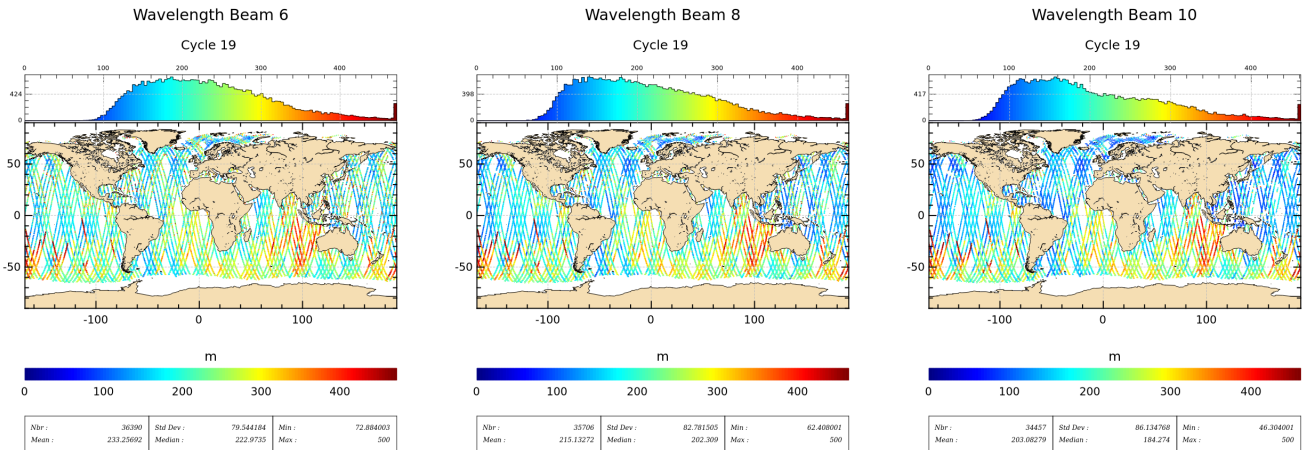 Wavelength Beam 6
Cycle 19
0 100 200 300 400
424
0
50
0
-50
-100 0 100
m
0 100 200 300 400
Nbr : 36390 Std Dev : 79.544184 Min : 72.884003
Mean : 233.25692 Median : 222.9735 Max : 500
Wavelength Beam 8
Cycle 19
0 100 200 300 400
398
0
50
0
-50
-100 0 100
m
0 100 200 300 400
Nbr : 35706 Std Dev : 82.781505 Min : 62.408001
Mean : 215.13272 Median : 202.309 Max : 500
Wavelength Beam 10
Cycle 19
0 100 200 300 400
417
0
50
0
-50
-100 0 100
m
0 100 200 300 400
Nbr : 34457 Std Dev : 86.134768 Min : 46.304001
Mean : 203.08279 Median : 184.274 Max : 500